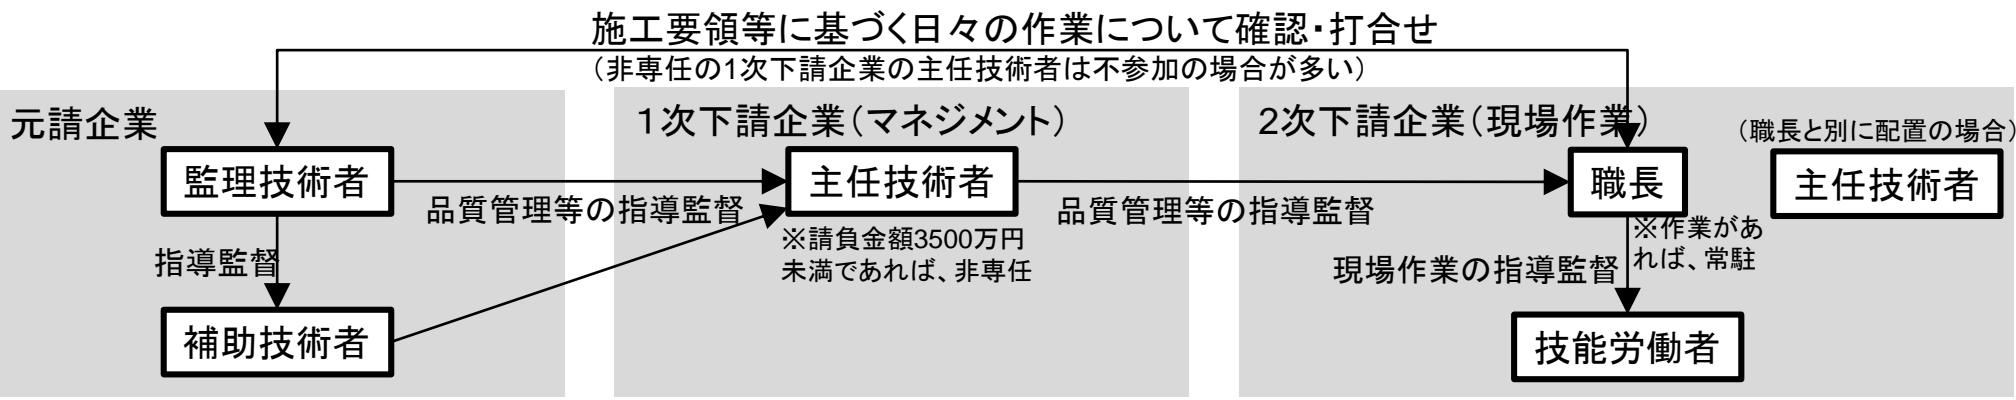 施工要領等に基づく日々の作業について確認・打合せ
（非専任の1次下請企業の主任技術者は不参加の場合が多い）
元請企業
1次下請企業（マネジメント）
2次下請企業（現場作業）
（職長と別に配置の場合）
監理技術者
主任技術者
職長
主任技術者
品質管理等の指導監督
品質管理等の指導監督
※請負金額3500万円
未満であれば、非専任
※作業があ
れば、常駐
指導監督
現場作業の指導監督
補助技術者
技能労働者